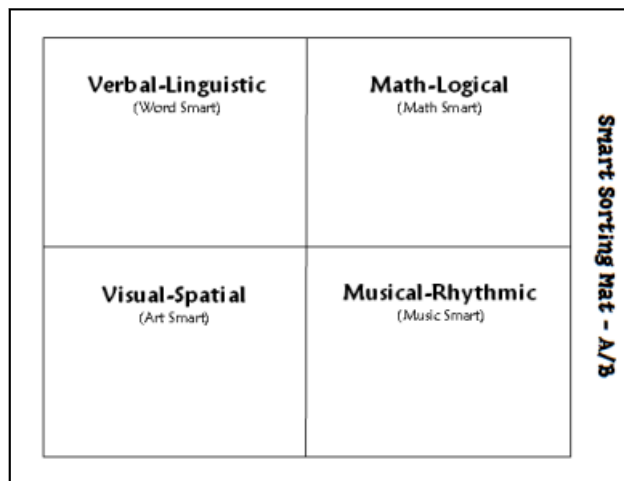 Verbal-Linguistic
(Word Smart)
Math-Logical
(Math Smart)
Visual-Spatial
(Art Smart)
Musical-Rhythmic
(Music Smart)
Smart Sorting Mat - A/B